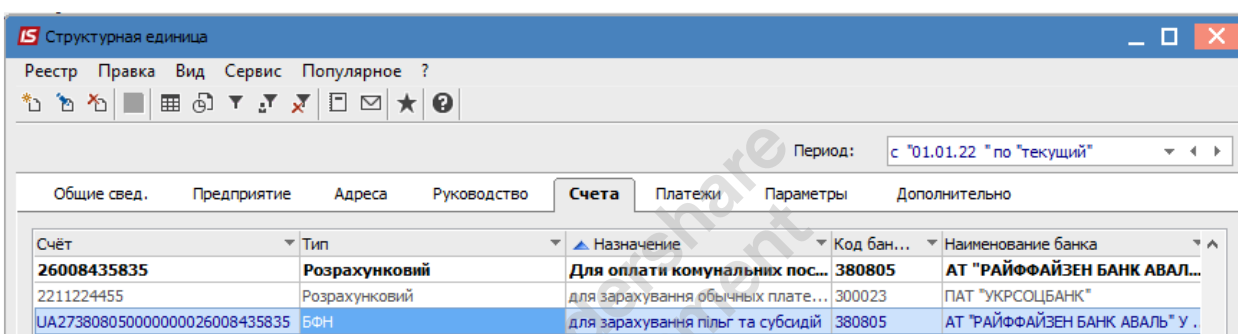 Структурная единица
Реестр Правка Вид Сервис Популярное ?
Период: с "01.01.22 " по "текущий"
Общие свед. Предприятие Адреса Руководство Счета Платежи Параметры Дополнительно
Счёт Тип Назначение Код бан... Наименование банка
26008435835 Розрахунковий Для оплати комунальних пос... 380805 АТ "РАЙФФАЙЗЕН БАНК АВАЛ...
2211224455 Розрахунковий для зарахування обычных плате... 300023 ПАТ "УКРСОЦБАНК"
UA273808050000000026008435835 БФН для зарахування пільг та субсидій 380805 АТ "РАЙФФАЙЗЕН БАНК АВАЛЬ" У ..